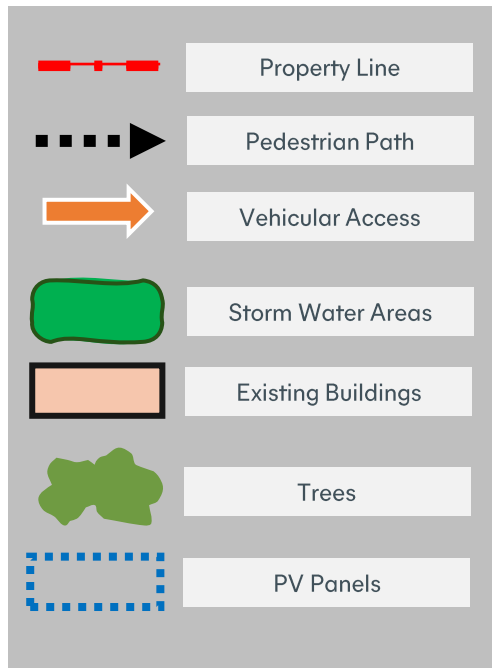 Property Line
Pedestrian Path
Vehicular Access
Storm Water Areas
Existing Buildings
Trees
PV Panels